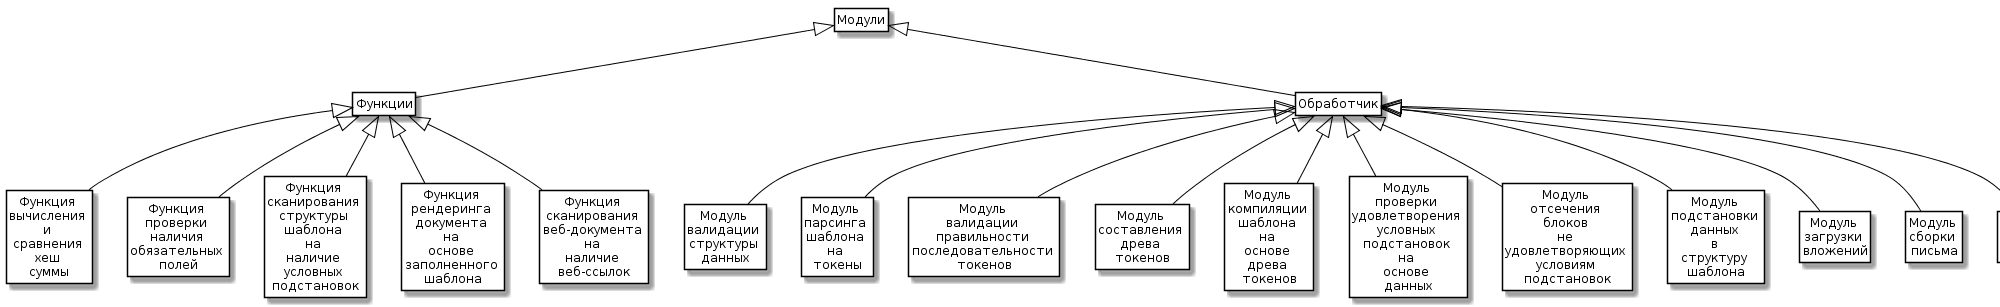 Модули
Функции
Обработчик
Функция
вычисления
и
сравнения
хеш
суммы
Функция
проверки
наличия
обязательных
полей
Функция
сканирования
структуры
шаблона
на
наличие
условных
подстановок
Функция
рендеринга
документа
на
основе
заполненного
шаблона
Функция
сканирования
веб-документа
на
наличие
веб-ссылок
Модуль
валидации
структуры
данных
Модуль
парсинга
шаблона
на
токены
Модуль
валидации
правильности
последовательности
токенов
Модуль
составления
древа
токенов
Модуль
компиляции
шаблона
на
основе
древа
токенов
Модуль
проверки
удовлетворения
условных
подстановок
на
основе
данных
Модуль
отсечения
блоков
не
удовлетворяющих
условиям
подстановок
Модуль
подстановки
данных
в
структуру
шаблона
Модуль
загрузки
вложений
Модуль
сборки
письма